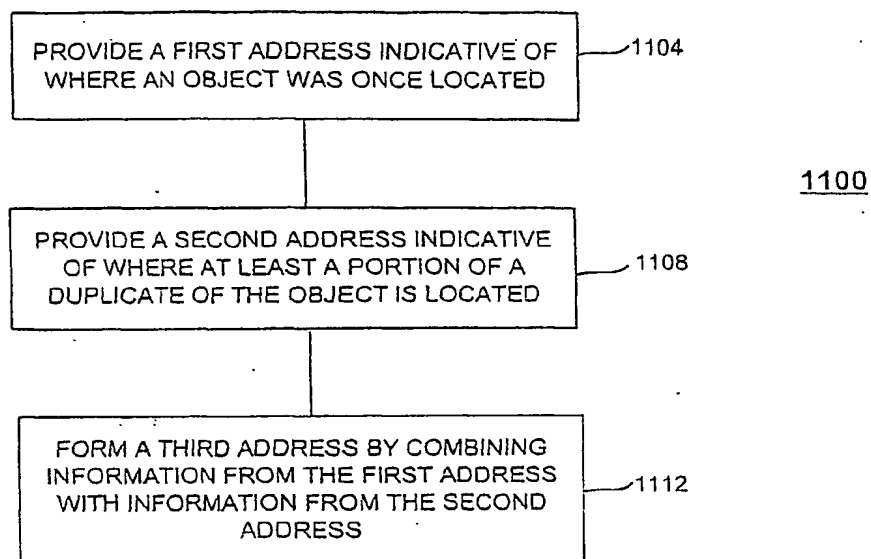 PROVIDE A FIRST ADDRESS INDICATIVE OF
WHERE AN OBJECT WAS ONCE LOCATED
1104
1100
PROVIDE A SECOND ADDRESS INDICATIVE
OF WHERE AT LEAST A PORTION OF A
DUPLICATE OF THE OBJECT IS LOCATED
1108
FORM A THIRD ADDRESS BY COMBINING
INFORMATION FROM THE FIRST ADDRESS
WITH INFORMATION FROM THE SECOND
ADDRESS
1112